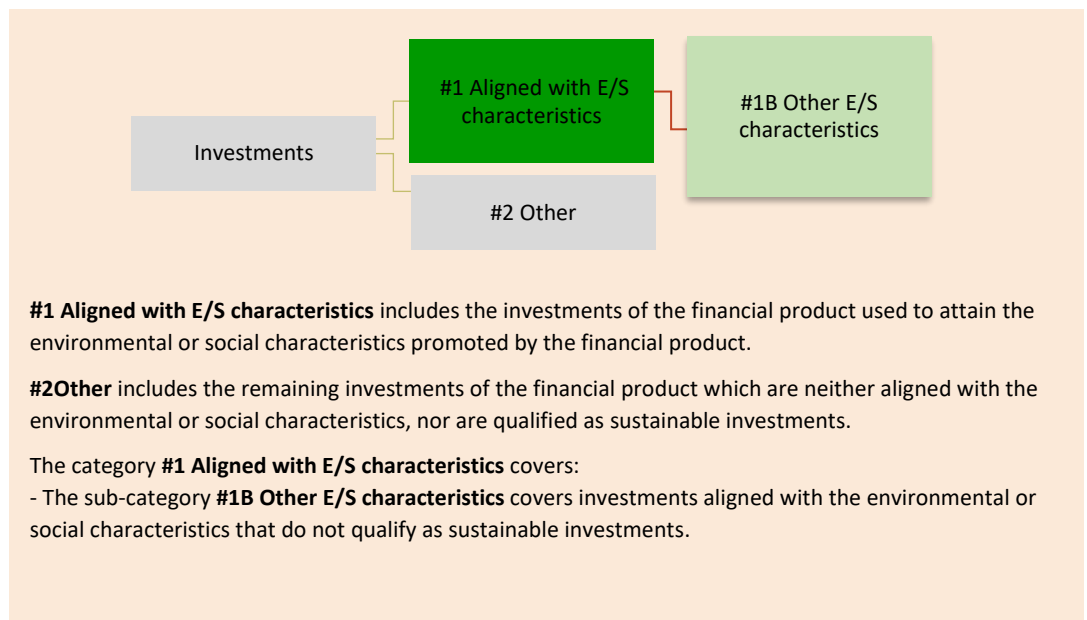 #1 Aligned with E/S
characteristics
#1B Other E/S
characteristics
Investments
#2 Other
#1 Aligned with E/S characteristics includes the investments of the financial product used to attain the
environmental or social characteristics promoted by the financial product.
#2Other includes the remaining investments of the financial product which are neither aligned with the
environmental or social characteristics, nor are qualified as sustainable investments.
The category #1 Aligned with E/S characteristics covers:
- The sub-category #1B Other E/S characteristics covers investments aligned with the environmental or
social characteristics that do not qualify as sustainable investments.